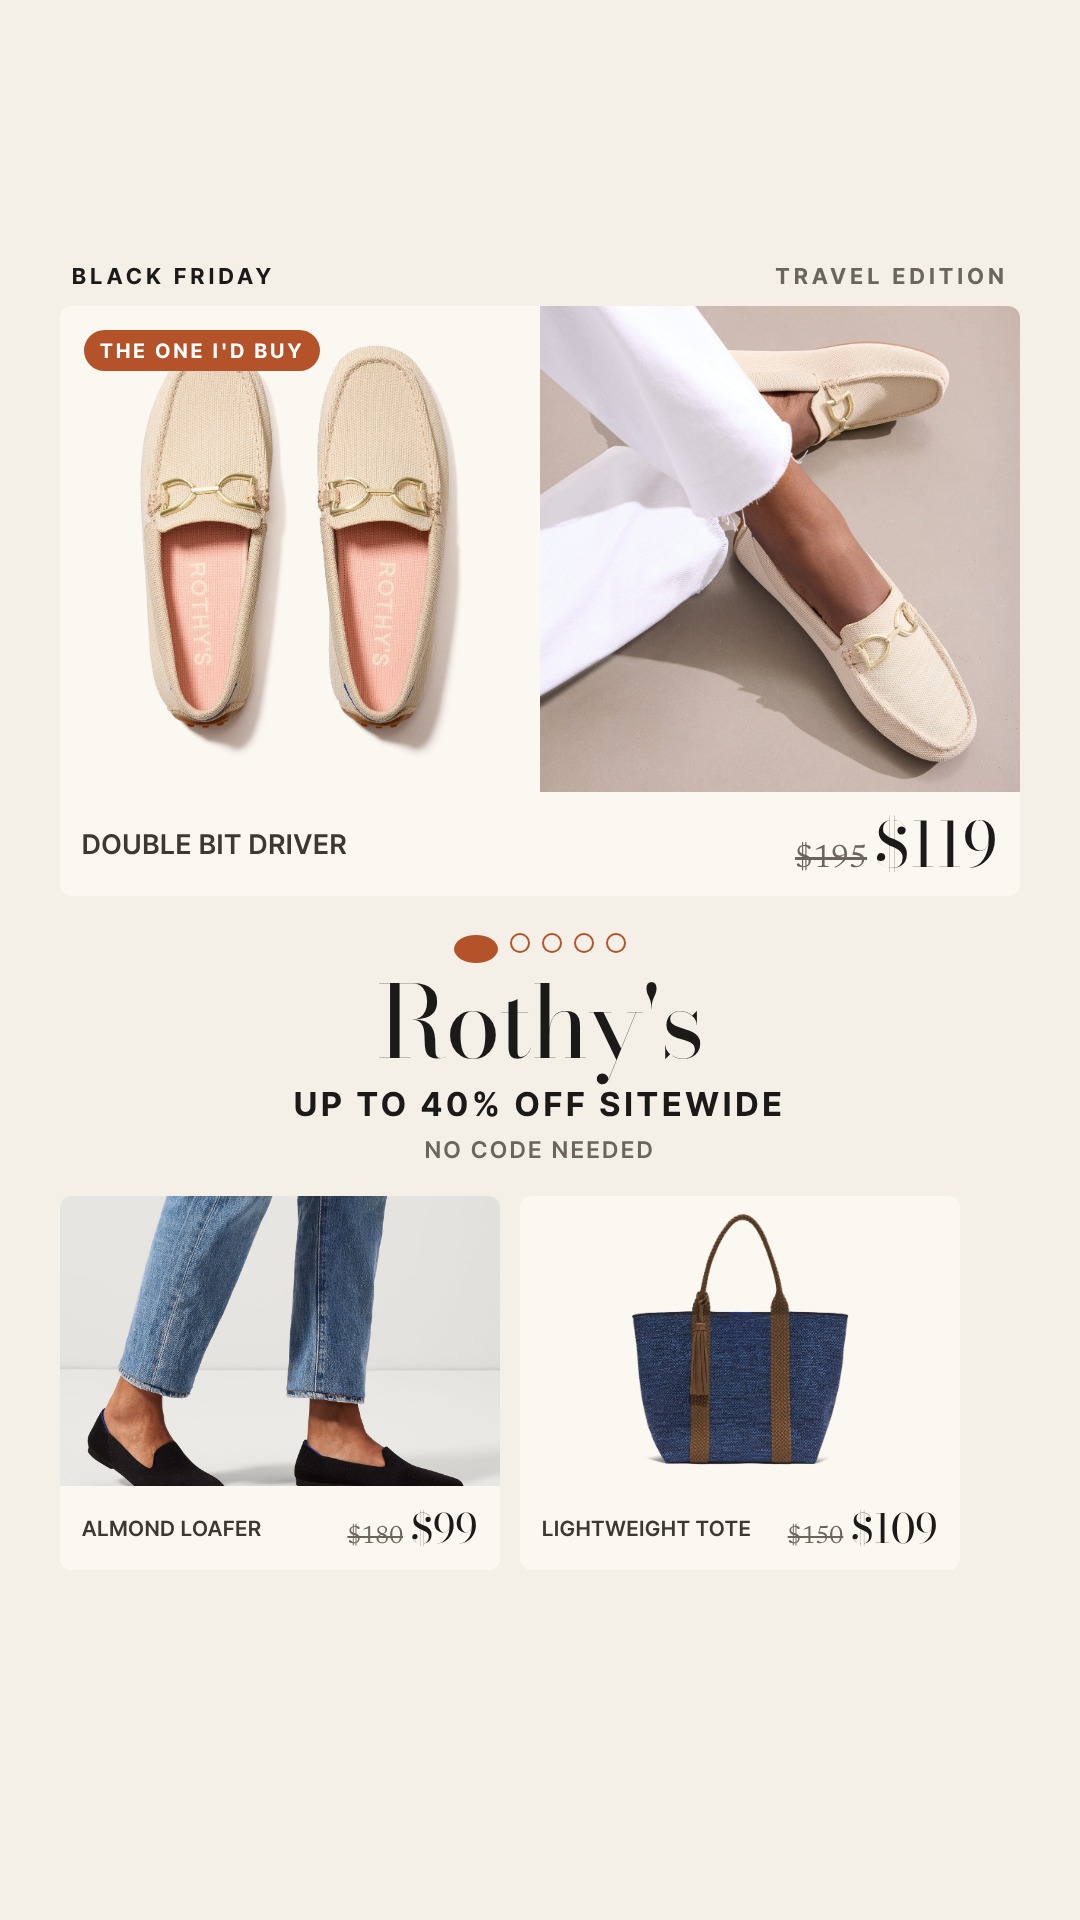 BLACK FRIDAY
TRAVEL EDITION
THE ONE I'D BUY
ROTHY'S
ROTHY'S
DOUBLE BIT DRIVER
$195 $119
Rothy's
UP TO 40% OFF SITEWIDE
NO CODE NEEDED
ALMOND LOAFER
$180 $99
LIGHTWEIGHT TOTE
$150 $109